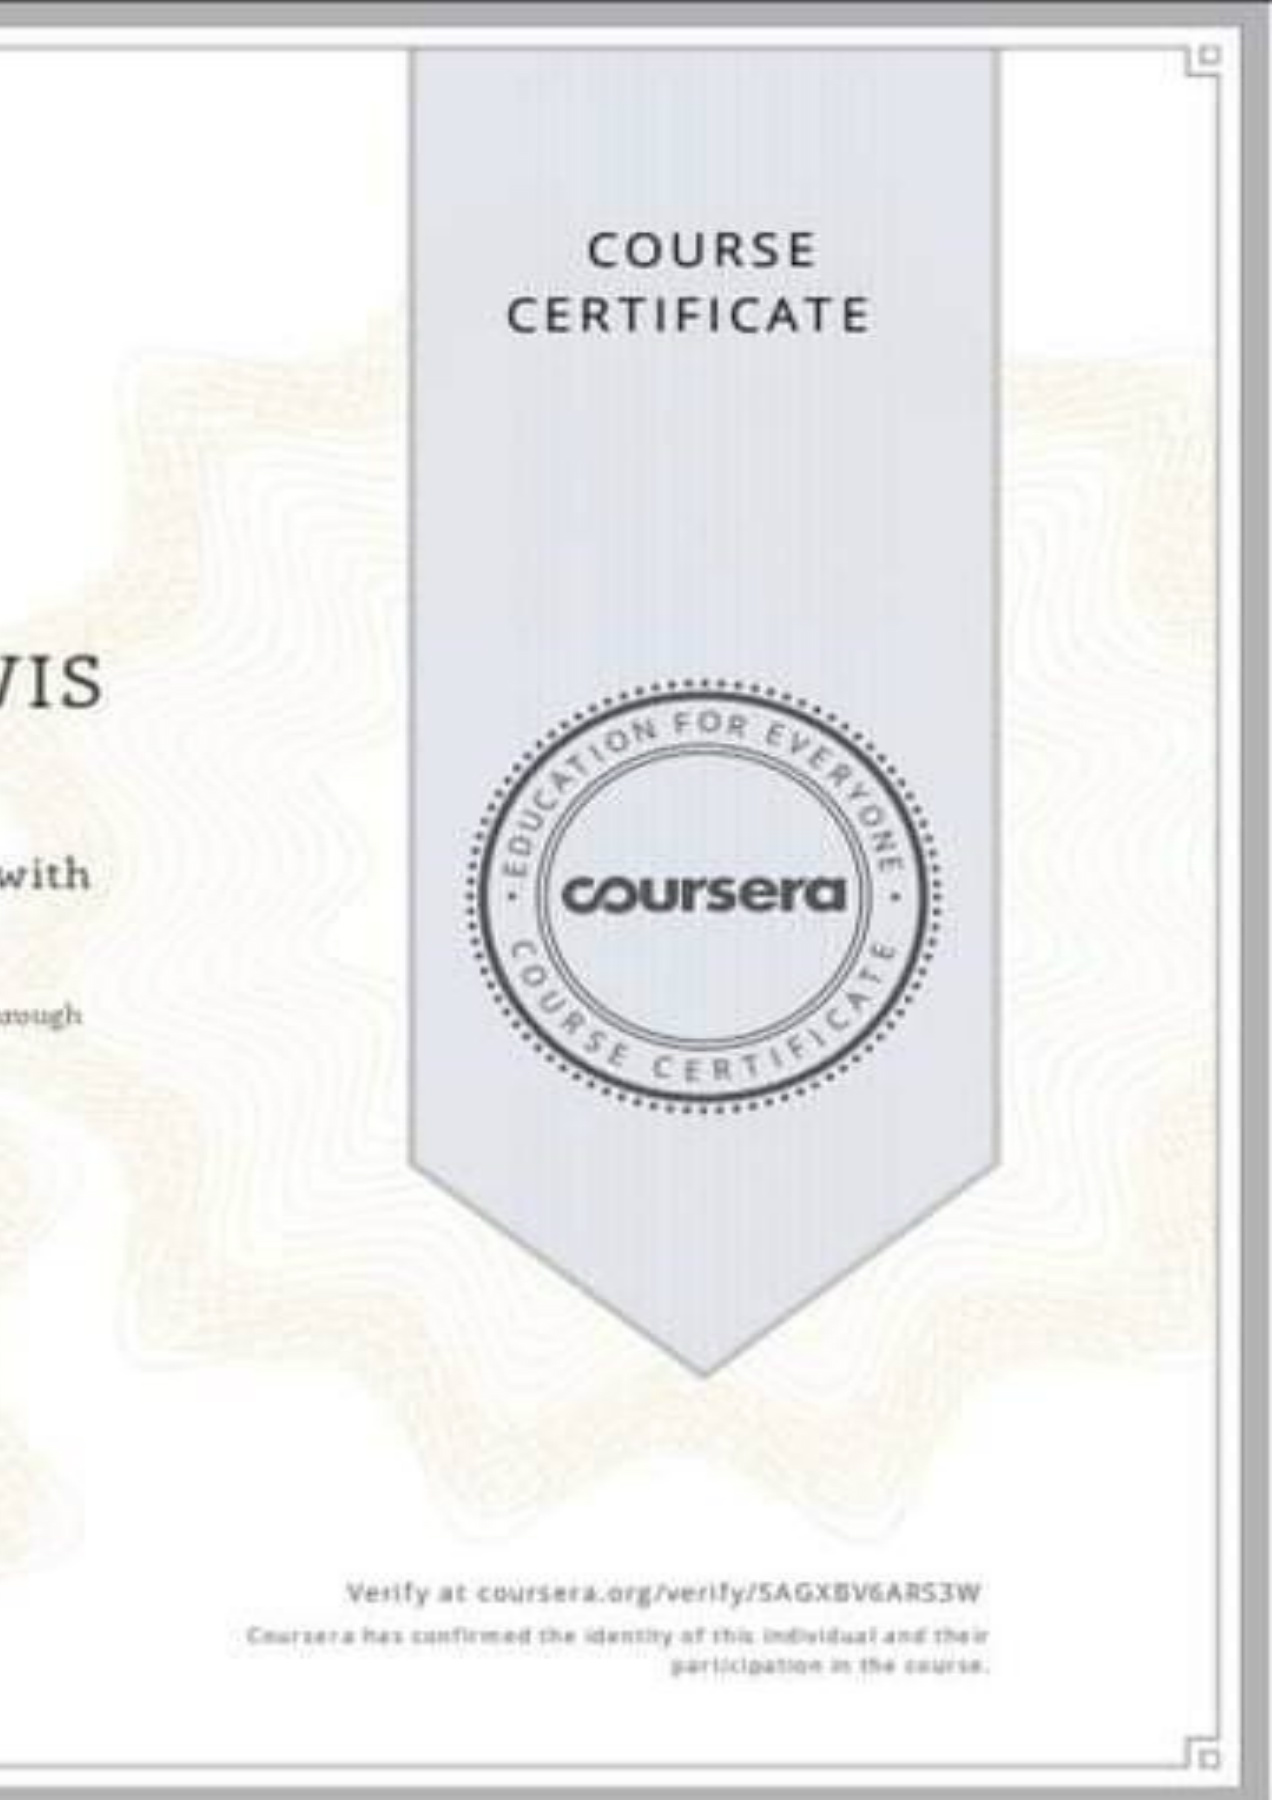 COURSE
CERTIFICATE
VIS
EDUCATION FOR EVERYONE
coursera
COURSE CERTIFICATE
with
rough
Verify at coursera.org/verify/SAGXBV6ARS3W
Coursera has confirmed the identity of this individual and their
participation in the course.